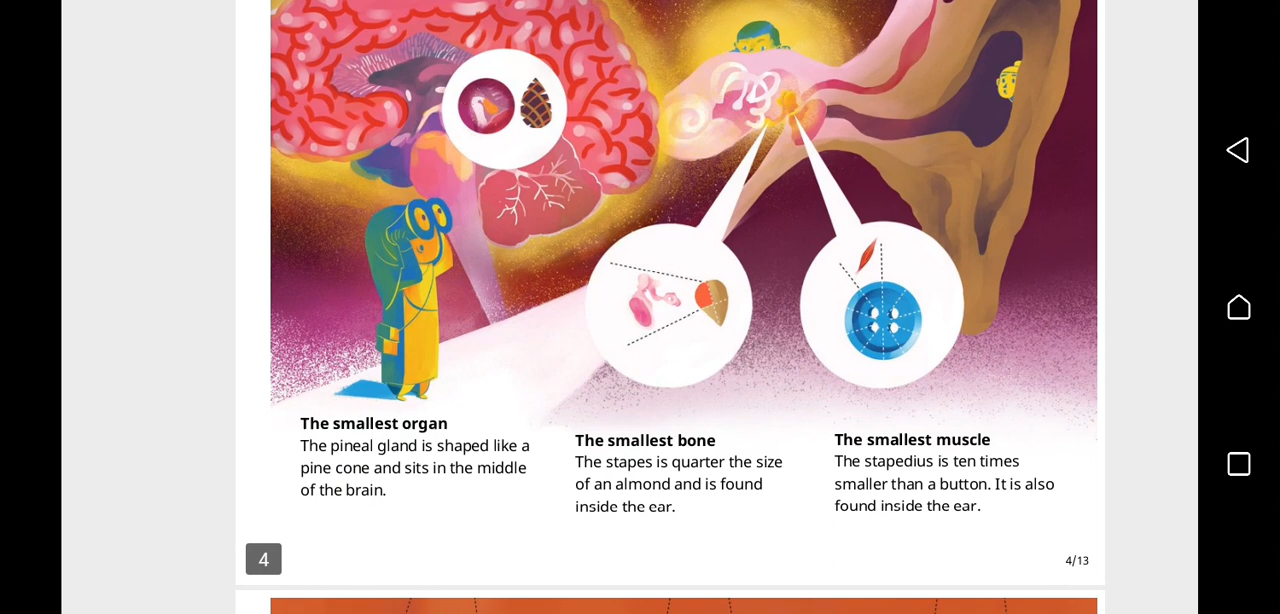 The smallest organ
The pineal gland is shaped like a
pine cone and sits in the middle
of the brain.
The smallest bone
The stapes is quarter the size
of an almond and is found
inside the ear.
The smallest muscle
The stapedius is ten times
smaller than a button. It is also
found inside the ear.
4
4/13